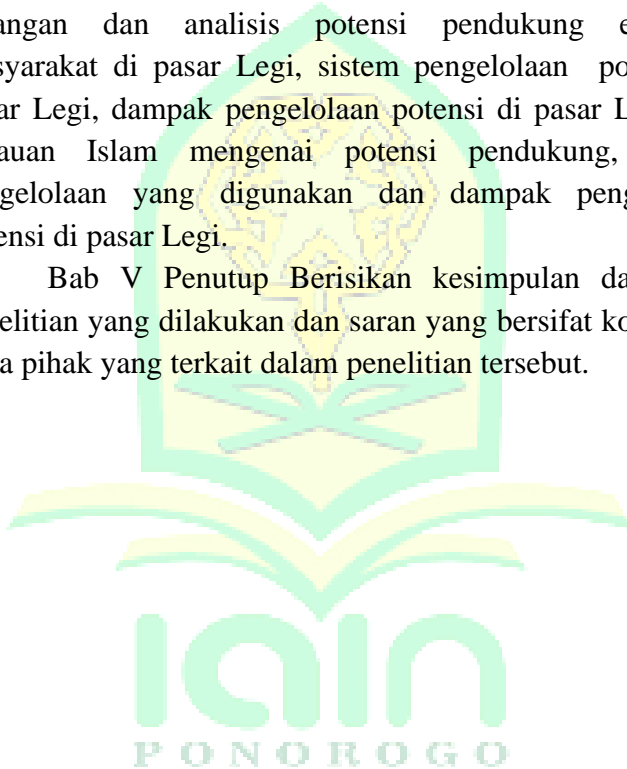 angan dan analisis potensi pendukung e
syarakat di pasar Legi, sistem pengelolaan po
ar Legi, dampak pengelolaan potensi di pasar L
auan Islam mengenai potensi pendukung,
gelolaan yang digunakan dan dampak peng
ensi di pasar Legi.
Bab V Penutup Berisikan kesimpulan da
elitian yang dilakukan dan saran yang bersifat ko
a pihak yang terkait dalam penelitian tersebut.
iain
PONOROGO